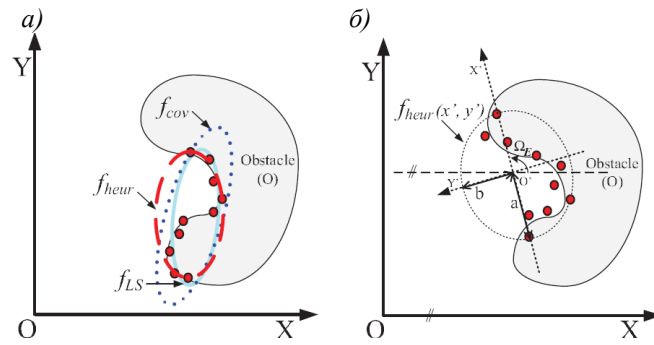 а)
Y
f_cov
Obstacle
(O)
f_heur
f_LS
O
X
б)
Y
X'
f_heur(x', y')
Ω_E
Obstacle
(O)
O'
Y'
b
a
O
X